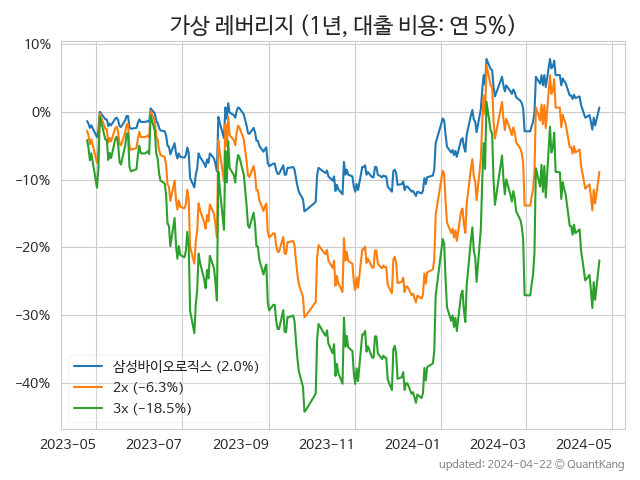 가상 레버리지 (1년, 대출 비용: 연 5%)
10%
0%
−10%
−20%
−30%
−40%
삼성바이오로직스 (2.0%)
2x (−6.3%)
3x (−18.5%)
2023-05 2023-07 2023-09 2023-11 2024-01 2024-03 2024-05
updated: 2024-04-22 © QuantKang